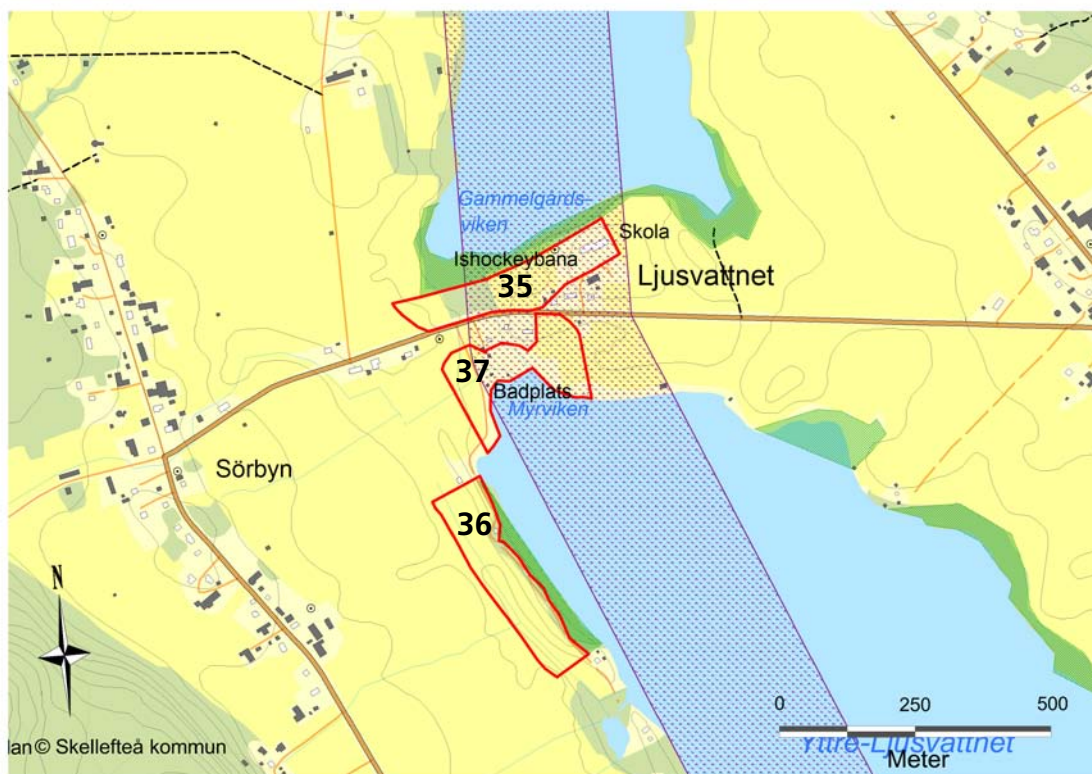 Gammelgårds-
viken
Skola
Ishockeybana
35
Ljusvattnet
37
Badplats
Myrviken
Sörbyn
36
N
0 250 500
Yttre-Ljusvattnet
Meter
lan © Skellefteå kommun